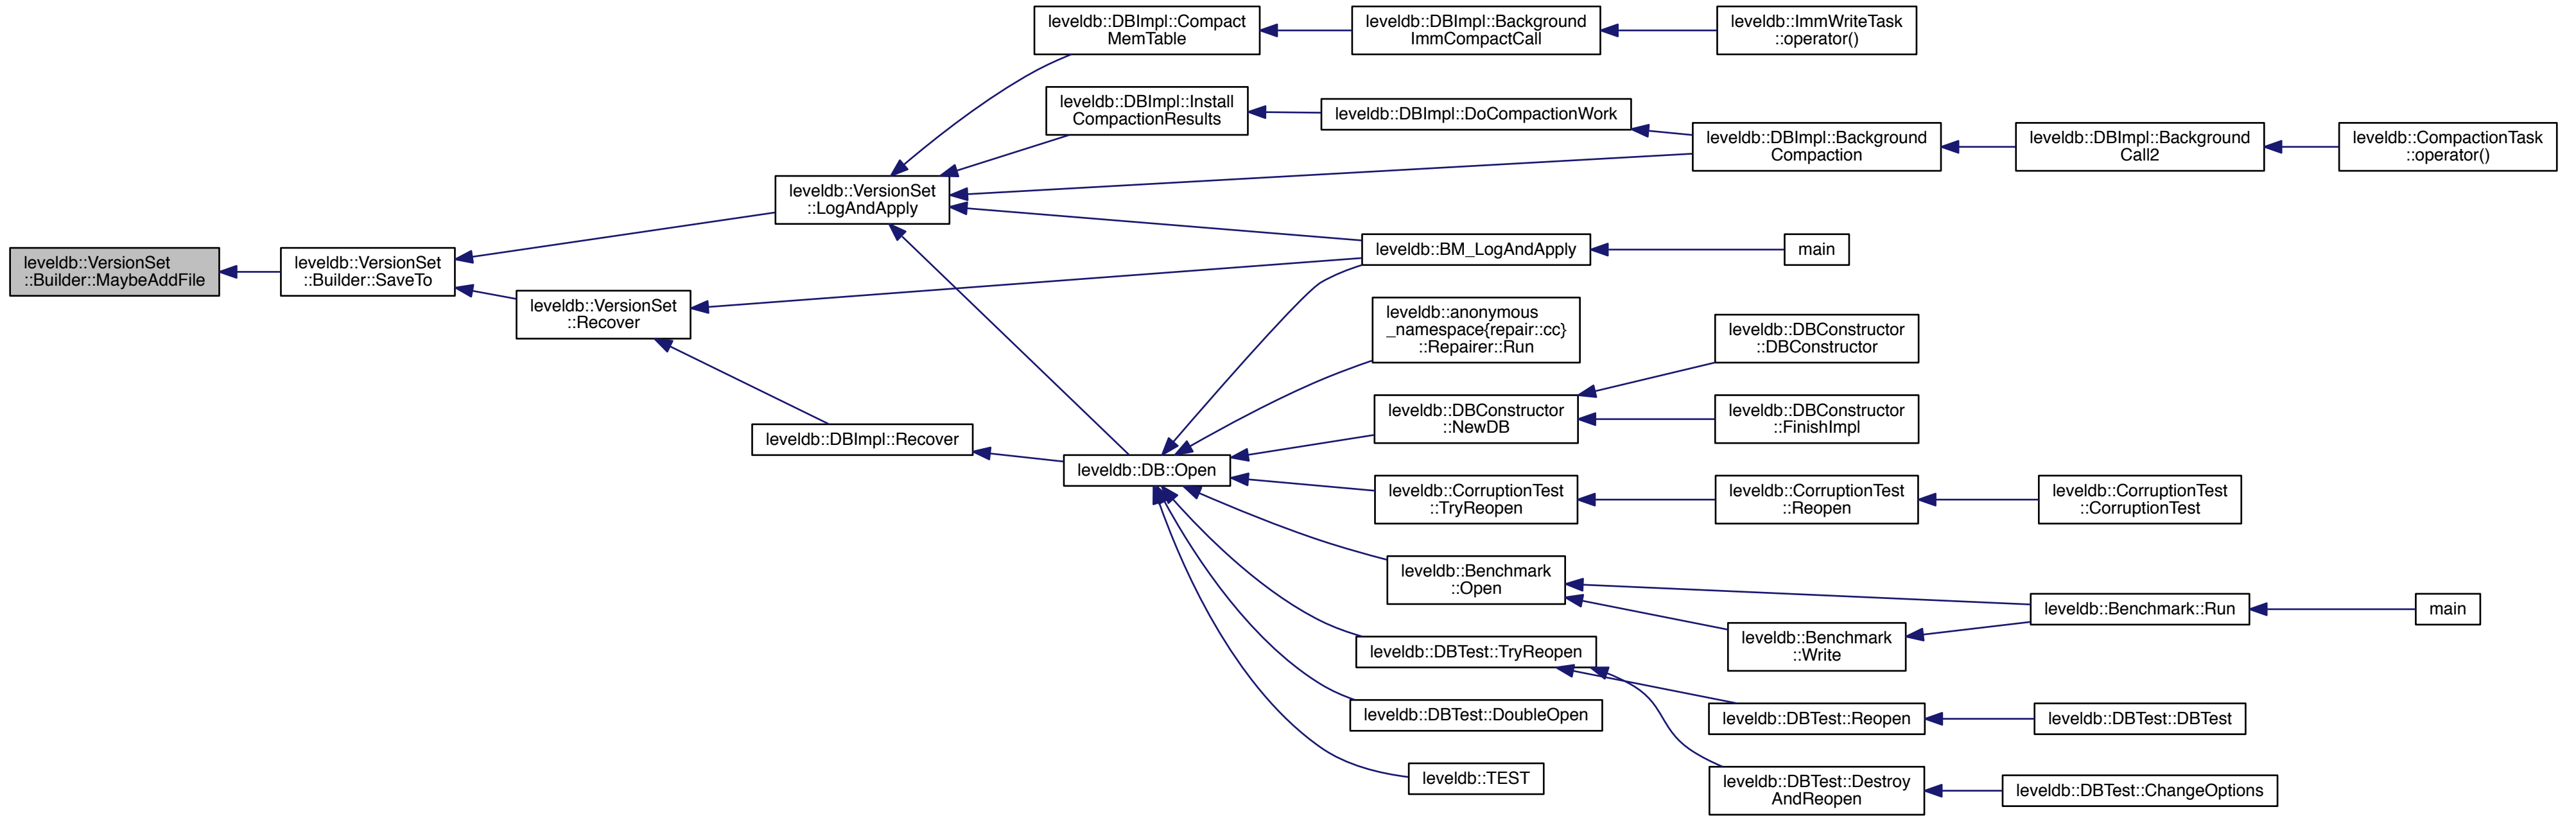 leveldb::DBImpl::Compact
MemTable
leveldb::DBImpl::Background
ImmCompactCall
leveldb::ImmWriteTask
::operator()
leveldb::DBImpl::Install
CompactionResults
leveldb::DBImpl::DoCompactionWork
leveldb::DBImpl::Background
Compaction
leveldb::DBImpl::Background
Call2
leveldb::CompactionTask
::operator()
leveldb::VersionSet
::LogAndApply
leveldb::VersionSet
::Builder::MaybeAddFile
leveldb::VersionSet
::Builder::SaveTo
leveldb::BM_LogAndApply
main
leveldb::VersionSet
::Recover
leveldb::anonymous
_namespace{repair::cc}
::Repairer::Run
leveldb::DBConstructor
::DBConstructor
leveldb::DBConstructor
::NewDB
leveldb::DBConstructor
::FinishImpl
leveldb::DBImpl::Recover
leveldb::DB::Open
leveldb::CorruptionTest
::TryReopen
leveldb::CorruptionTest
::Reopen
leveldb::CorruptionTest
::CorruptionTest
leveldb::Benchmark
::Open
leveldb::Benchmark::Run
main
leveldb::Benchmark
::Write
leveldb::DBTest::TryReopen
leveldb::DBTest::DoubleOpen
leveldb::DBTest::Reopen
leveldb::DBTest::DBTest
leveldb::TEST
leveldb::DBTest::Destroy
AndReopen
leveldb::DBTest::ChangeOptions